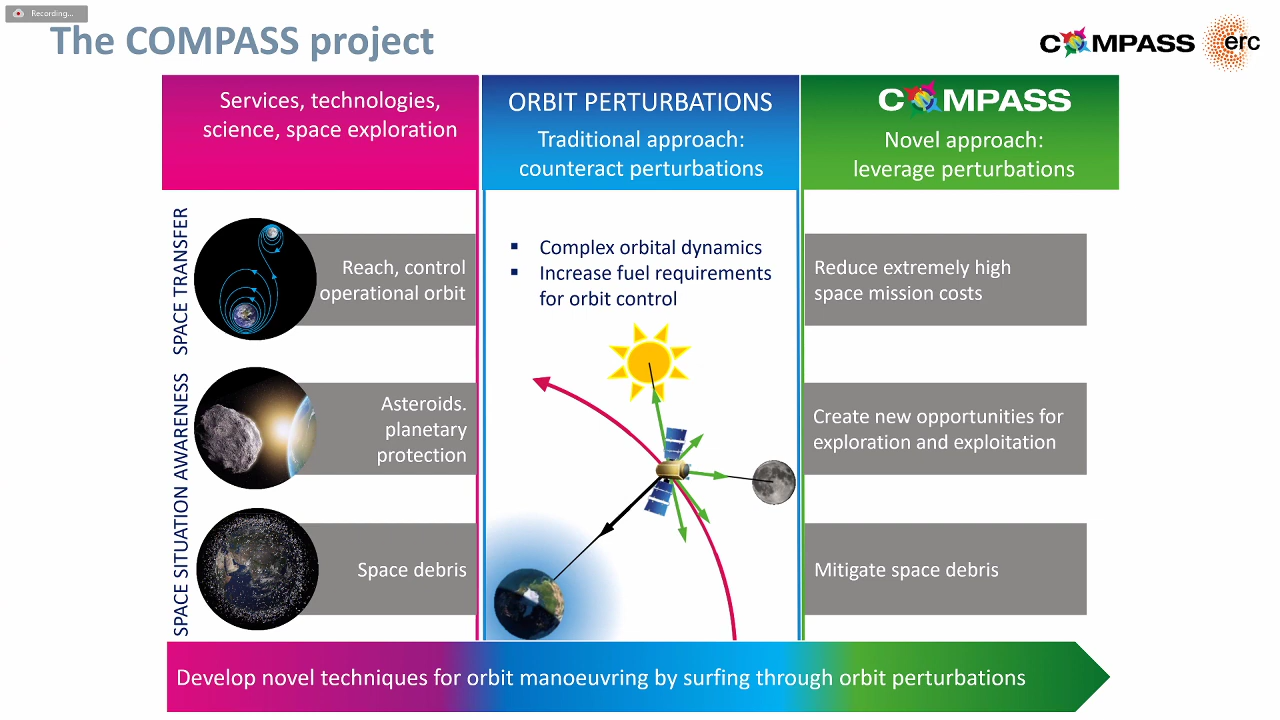 Recording...
The COMPASS project
COMPASS
erc
Services, technologies,
science, space exploration
ORBIT PERTURBATIONS
Traditional approach:
counteract perturbations
COMPASS
Novel approach:
leverage perturbations
SPACE TRANSFER
Reach, control
operational orbit
▪ Complex orbital dynamics
▪ Increase fuel requirements
for orbit control
Reduce extremely high
space mission costs
SPACE SITUATION AWARENESS
Asteroids.
planetary
protection
Create new opportunities for
exploration and exploitation
Space debris
Mitigate space debris
Develop novel techniques for orbit manoeuvring by surfing through orbit perturbations